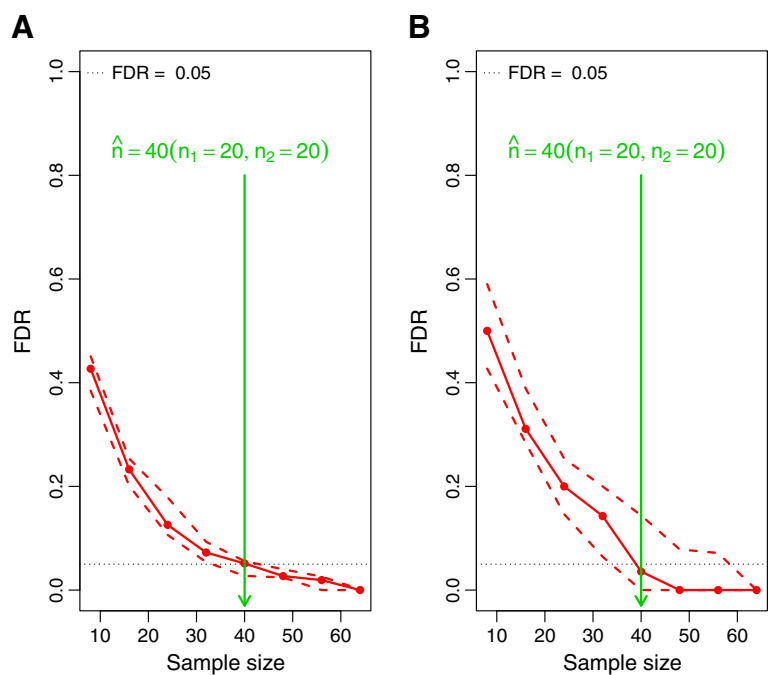 A
FDR = 0.05
n̂ = 40(n₁ = 20, n₂ = 20)
1.0
0.8
0.6
0.4
0.2
0.0
FDR
10 20 30 40 50 60
Sample size
B
FDR = 0.05
n̂ = 40(n₁ = 20, n₂ = 20)
1.0
0.8
0.6
0.4
0.2
0.0
FDR
10 20 30 40 50 60
Sample size